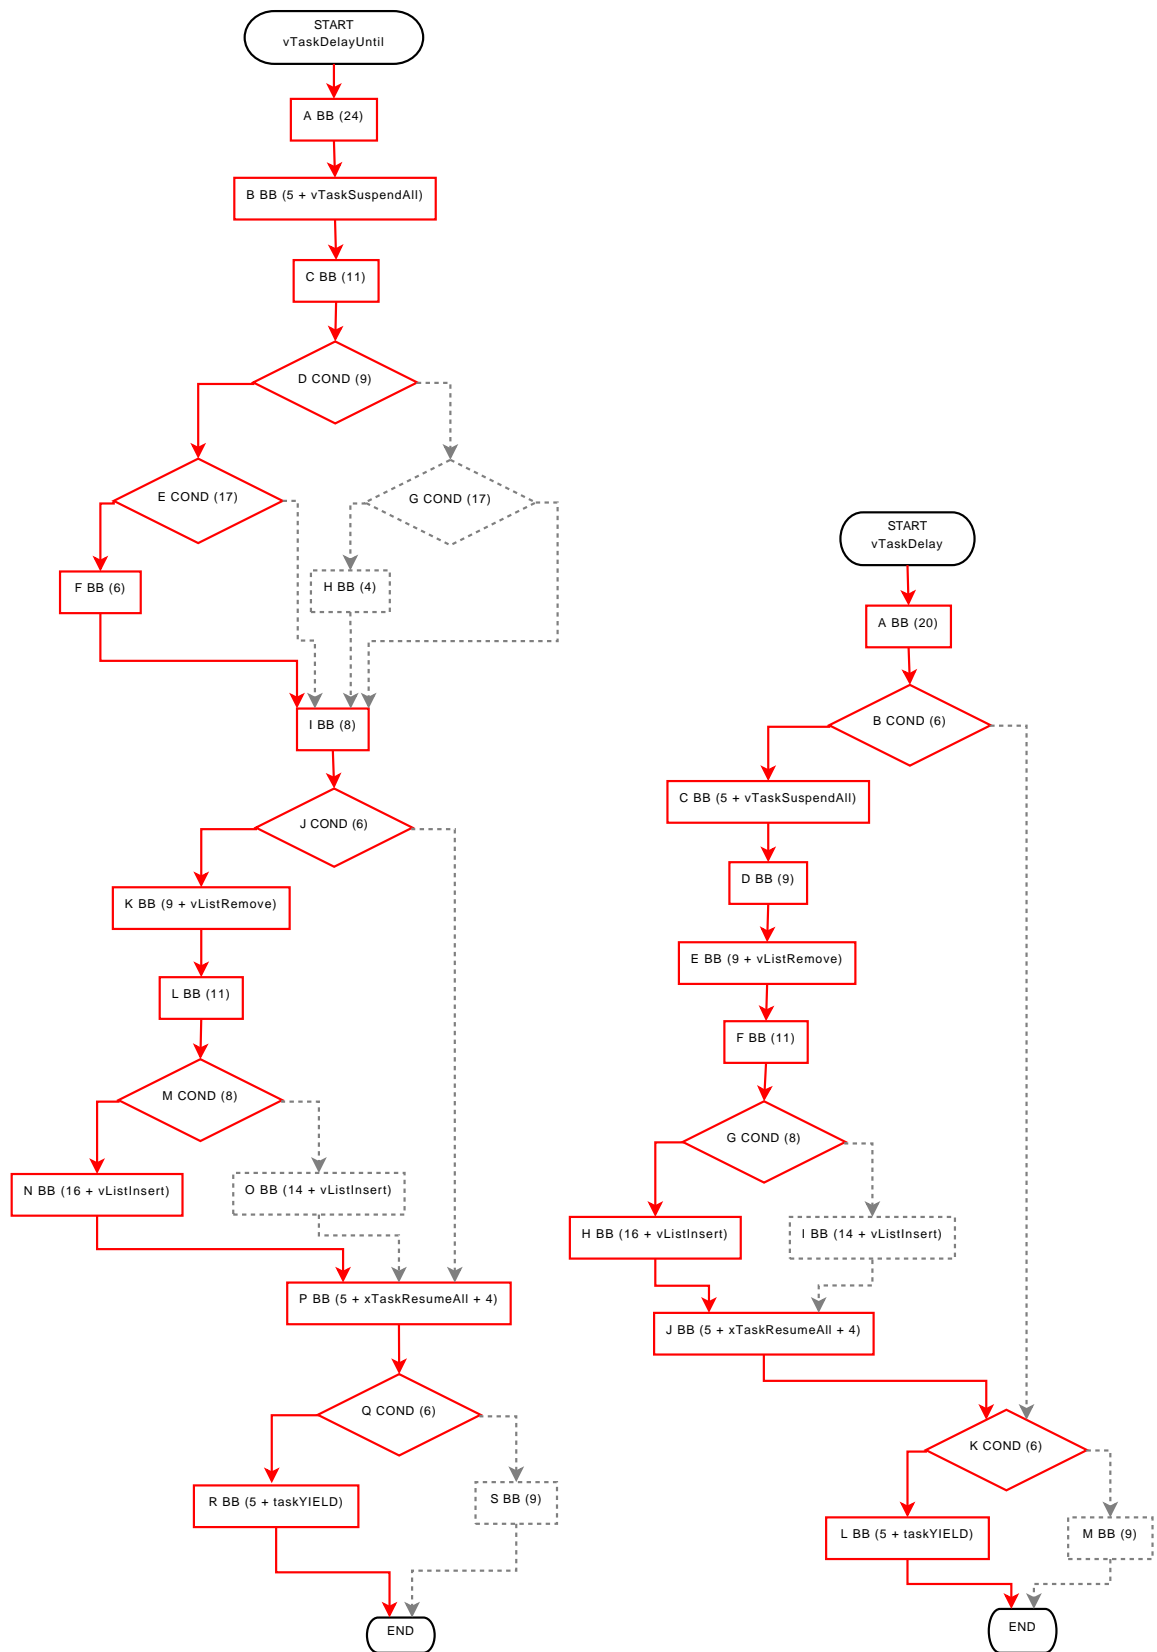 START
vTaskDelayUntil
A BB (24)
B BB (5 + vTaskSuspendAll)
C BB (11)
D COND (9)
E COND (17)
G COND (17)
F BB (6)
H BB (4)
I BB (8)
J COND (6)
K BB (9 + vListRemove)
L BB (11)
M COND (8)
N BB (16 + vListInsert)
O BB (14 + vListInsert)
P BB (5 + xTaskResumeAll + 4)
Q COND (6)
R BB (5 + taskYIELD)
S BB (9)
END
START
vTaskDelay
A BB (20)
B COND (6)
C BB (5 + vTaskSuspendAll)
D BB (9)
E BB (9 + vListRemove)
F BB (11)
G COND (8)
H BB (16 + vListInsert)
I BB (14 + vListInsert)
J BB (5 + xTaskResumeAll + 4)
K COND (6)
L BB (5 + taskYIELD)
M BB (9)
END